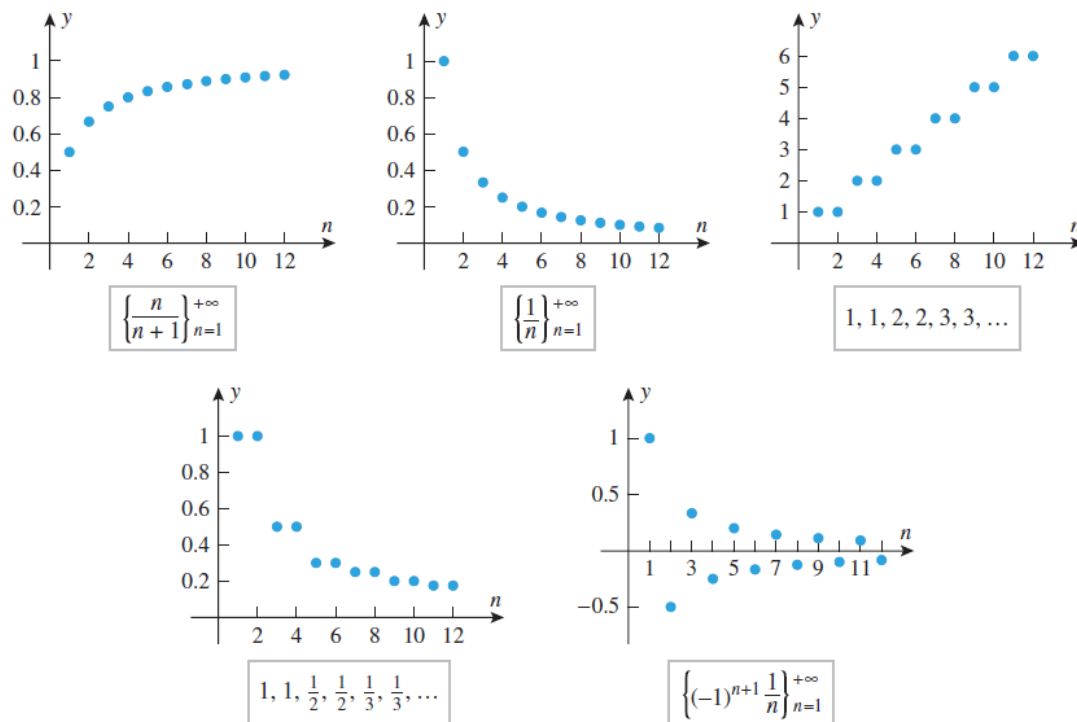 y
1
0.8
0.6
0.4
0.2
n
2 4 6 8 10 12
{n/(n + 1)}_{n=1}^{+∞}
y
1
0.8
0.6
0.4
0.2
n
2 4 6 8 10 12
{1/n}_{n=1}^{+∞}
y
6
5
4
3
2
1
n
2 4 6 8 10 12
1, 1, 2, 2, 3, 3, …
y
1
0.8
0.6
0.4
0.2
n
2 4 6 8 10 12
1, 1, 1/2, 1/2, 1/3, 1/3, …
y
1
0.5
n
1 3 5 7 9 11
−0.5
{(−1)^{n+1} 1/n}_{n=1}^{+∞}